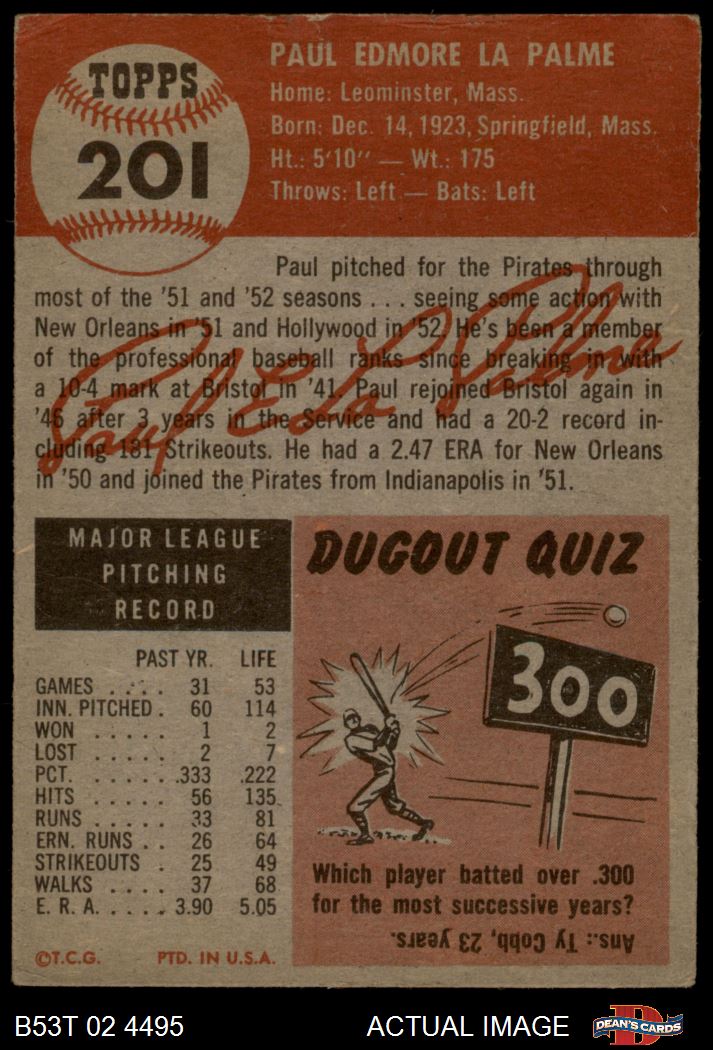 TOPPS
201
PAUL EDMORE LA PALME
Home: Leominster, Mass.
Born: Dec. 14, 1923, Springfield, Mass.
Ht.: 5'10" — Wt.: 175
Throws: Left — Bats: Left
Paul pitched for the Pirates through
most of the '51 and '52 seasons . . . seeing some action with
New Orleans in '51 and Hollywood in '52. He's been a member
of the professional baseball ranks since breaking in with
a 10-4 mark at Bristol in '41. Paul rejoined Bristol again in
'46 after 3 years in the Service and had a 20-2 record in-
cluding 181 Strikeouts. He had a 2.47 ERA for New Orleans
in '50 and joined the Pirates from Indianapolis in '51.
Paul E. La Palme
MAJOR LEAGUE
PITCHING
RECORD
PAST YR. LIFE
GAMES . . . . 31 53
INN. PITCHED . 60 114
WON . . . . . 1 2
LOST . . . . . 2 7
PCT. . . . . . .333 .222
HITS . . . . . 56 135
RUNS . . . . . 33 81
ERN. RUNS . . 26 64
STRIKEOUTS . 25 49
WALKS . . . . 37 68
E. R. A. . . . . . 3.90 5.05
©T.C.G. PTD. IN U.S.A.
DUGOUT QUIZ
300
Which player batted over .300
for the most successive years?
Ans.: Ty Cobb, 23 years.
B53T 02 4495 ACTUAL IMAGE
D
DEAN'S CARDS